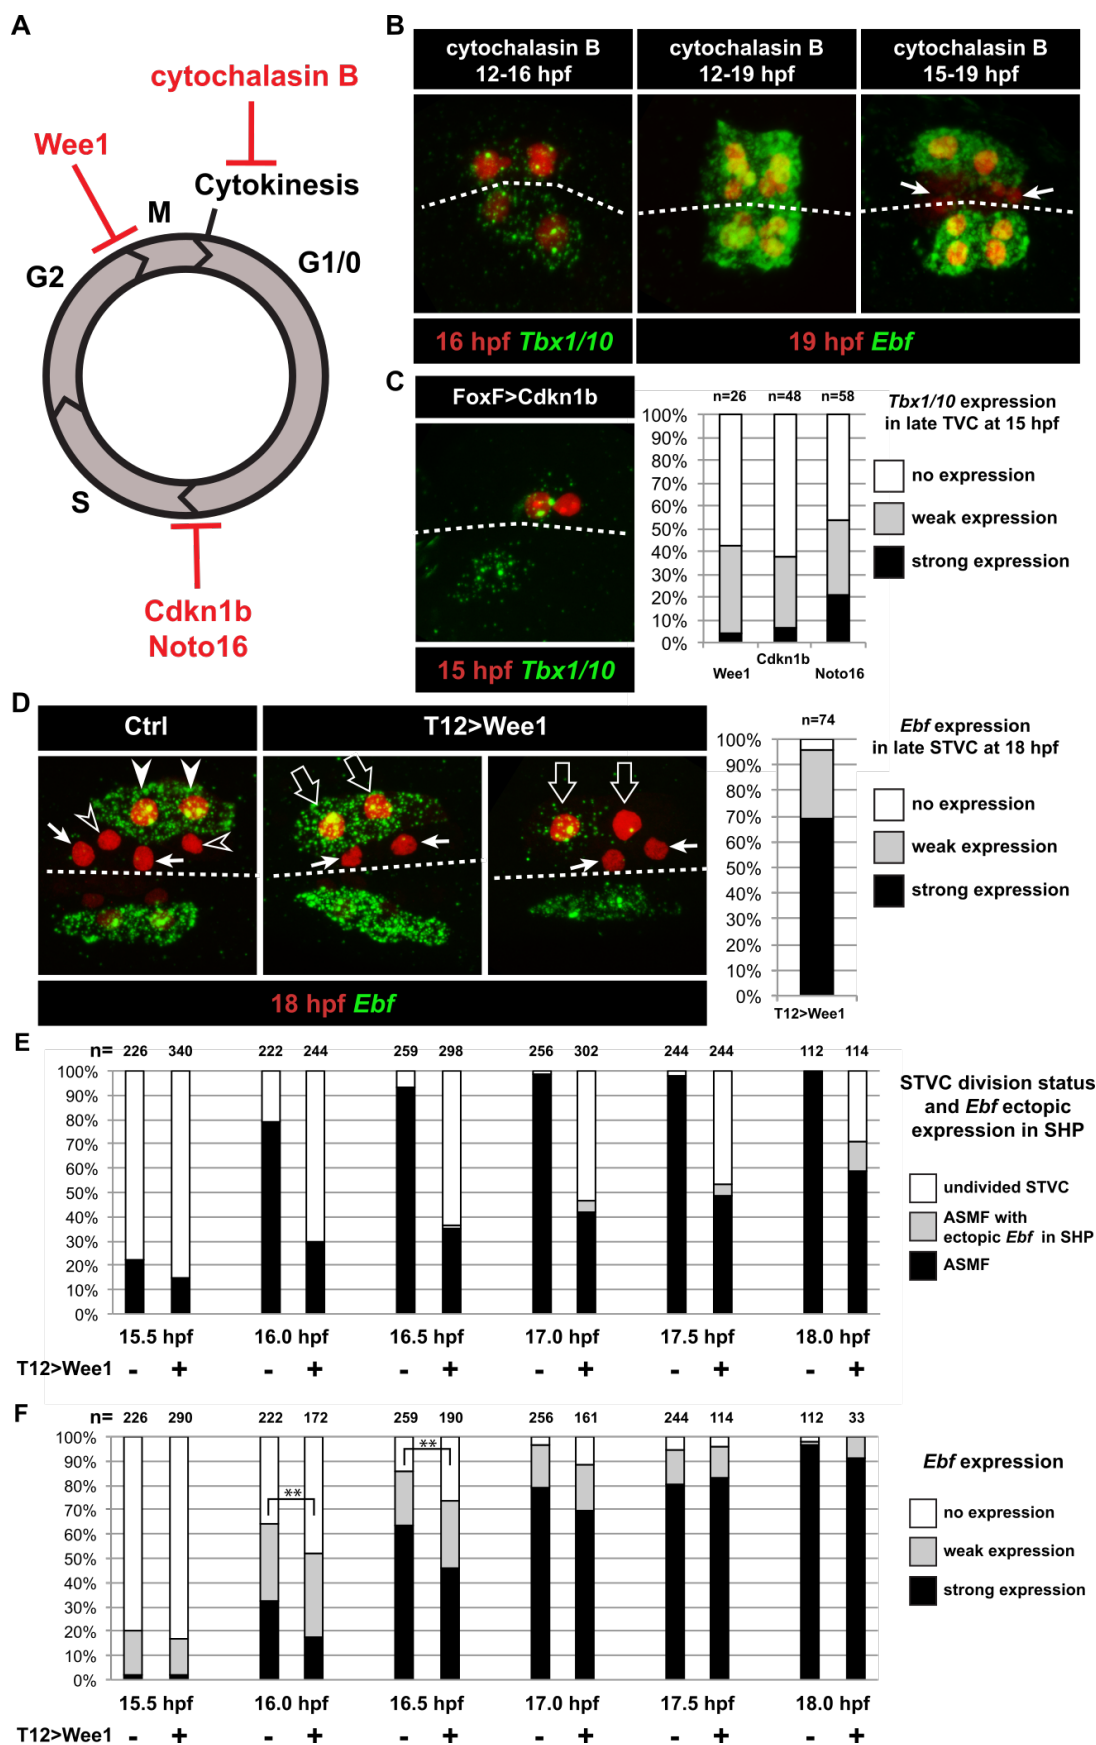 A
cytochalasin B
Wee1
Cytokinesis
M
G1/0
G2
S
Cdkn1b
Noto16
B
cytochalasin B
12-16 hpf
cytochalasin B
12-19 hpf
cytochalasin B
15-19 hpf
16 hpf Tbx1/10
19 hpf Ebf
C
FoxF>Cdkn1b
15 hpf Tbx1/10
n=26 n=48 n=58
100%
90%
80%
70%
60%
50%
40%
30%
20%
10%
0%
Wee1 Cdkn1b Noto16
Tbx1/10 expression
in late TVC at 15 hpf
no expression
weak expression
strong expression
D
Ctrl
T12>Wee1
18 hpf Ebf
n=74
100%
90%
80%
70%
60%
50%
40%
30%
20%
10%
0%
T12>Wee1
Ebf expression
in late STVC at 18 hpf
no expression
weak expression
strong expression
E
n= 226 340 222 244 259 298 256 302 244 244 112 114
100%
90%
80%
70%
60%
50%
40%
30%
20%
10%
0%
15.5 hpf 16.0 hpf 16.5 hpf 17.0 hpf 17.5 hpf 18.0 hpf
T12>Wee1 - + - + - + - + - + - +
STVC division status
and Ebf ectopic
expression in SHP
undivided STVC
ASMF with
ectopic Ebf in SHP
ASMF
F
n= 226 290 222 172 259 190 256 161 244 114 112 33
100%
90%
80%
70%
60%
50%
40%
30%
20%
10%
0%
**
**
15.5 hpf 16.0 hpf 16.5 hpf 17.0 hpf 17.5 hpf 18.0 hpf
T12>Wee1 - + - + - + - + - + - +
Ebf expression
no expression
weak expression
strong expression